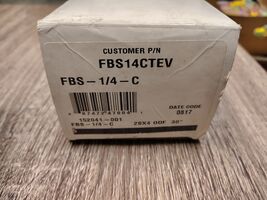 CUSTOMER P/N
FBS14CTEV
FBS-1/4-C
DATE CODE
0817
152041-001
FBS-1/4-C
28X4 ODF 30"